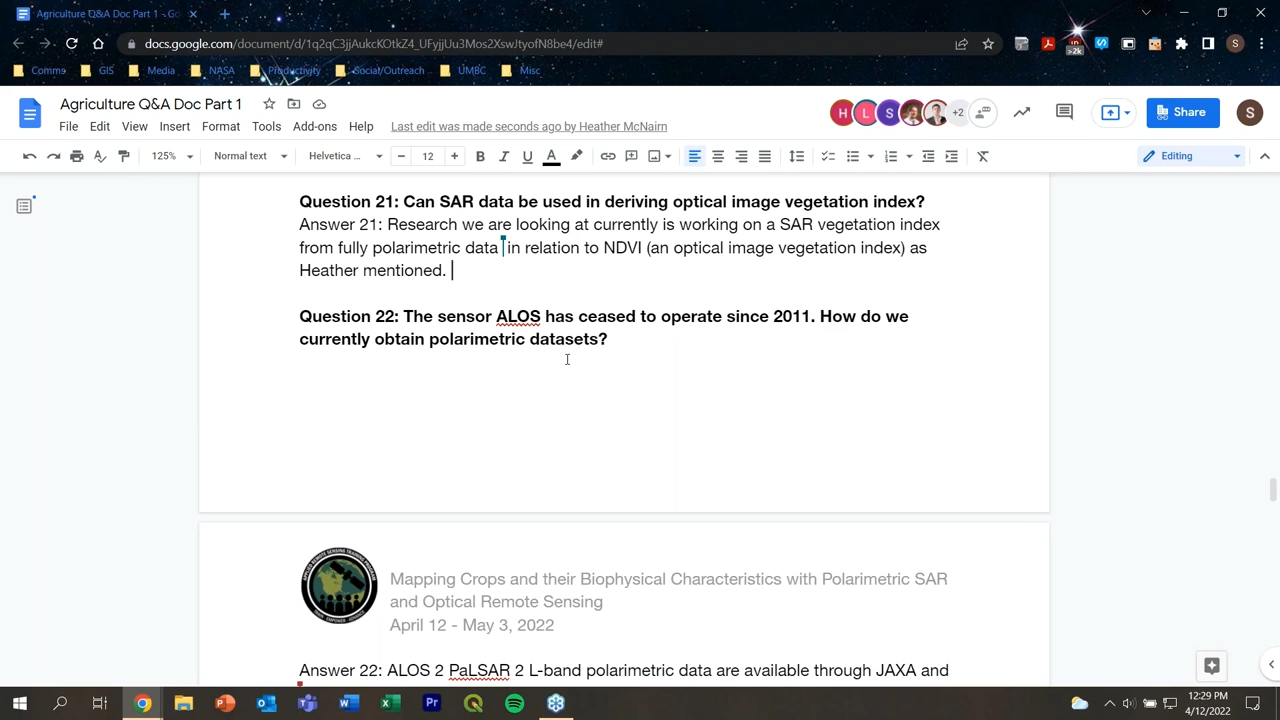 Agriculture Q&A Doc Part 1 - Go
docs.google.com/document/d/1q2qC3jjAukcKOtkZ4_UFyjjUu3Mos2XswJtyofN8be4/edit#
>2k
S
Comms
GIS
Media
NASA
Productivity
Social/Outreach
UMBC
Misc
Agriculture Q&A Doc Part 1
H
L
S
+2
Share
S
File
Edit
View
Insert
Format
Tools
Add-ons
Help
Last edit was made seconds ago by Heather McNairn
125%
Normal text
Helvetica ...
12
B
I
U
A
Editing
Question 21: Can SAR data be used in deriving optical image vegetation index?
Answer 21: Research we are looking at currently is working on a SAR vegetation index
from fully polarimetric data in relation to NDVI (an optical image vegetation index) as
Heather mentioned.
Question 22: The sensor ALOS has ceased to operate since 2011. How do we
currently obtain polarimetric datasets?
Mapping Crops and their Biophysical Characteristics with Polarimetric SAR
and Optical Remote Sensing
April 12 - May 3, 2022
Answer 22: ALOS 2 PaLSAR 2 L-band polarimetric data are available through JAXA and
12:29 PM
4/12/2022